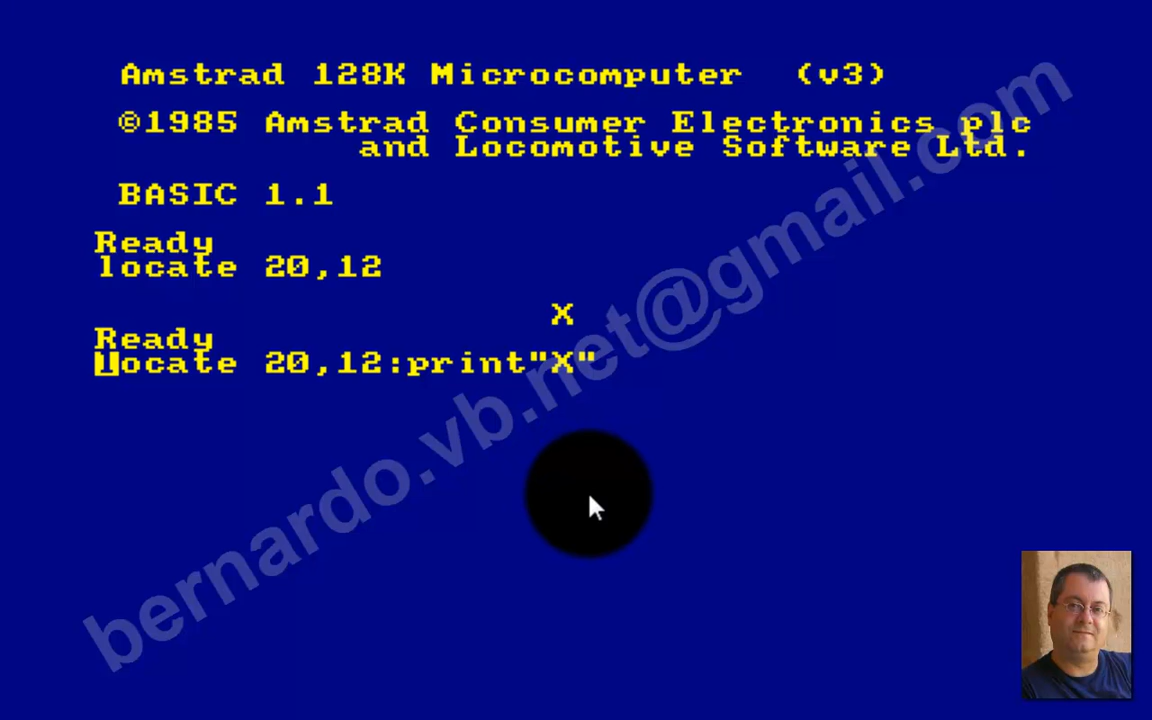 Amstrad 128K Microcomputer (v3)
©1985 Amstrad Consumer Electronics plc
and Locomotive Software Ltd.
BASIC 1.1
Ready
locate 20,12
X
Ready
locate 20,12:print"X"
bernardo.vb.net@gmail.com